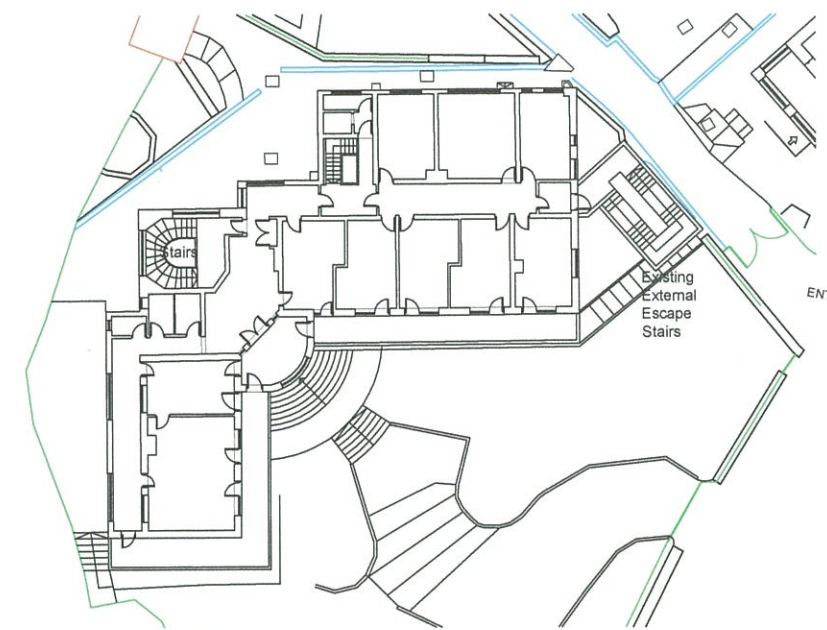 Stairs
Existing
External
Escape
Stairs
ENT